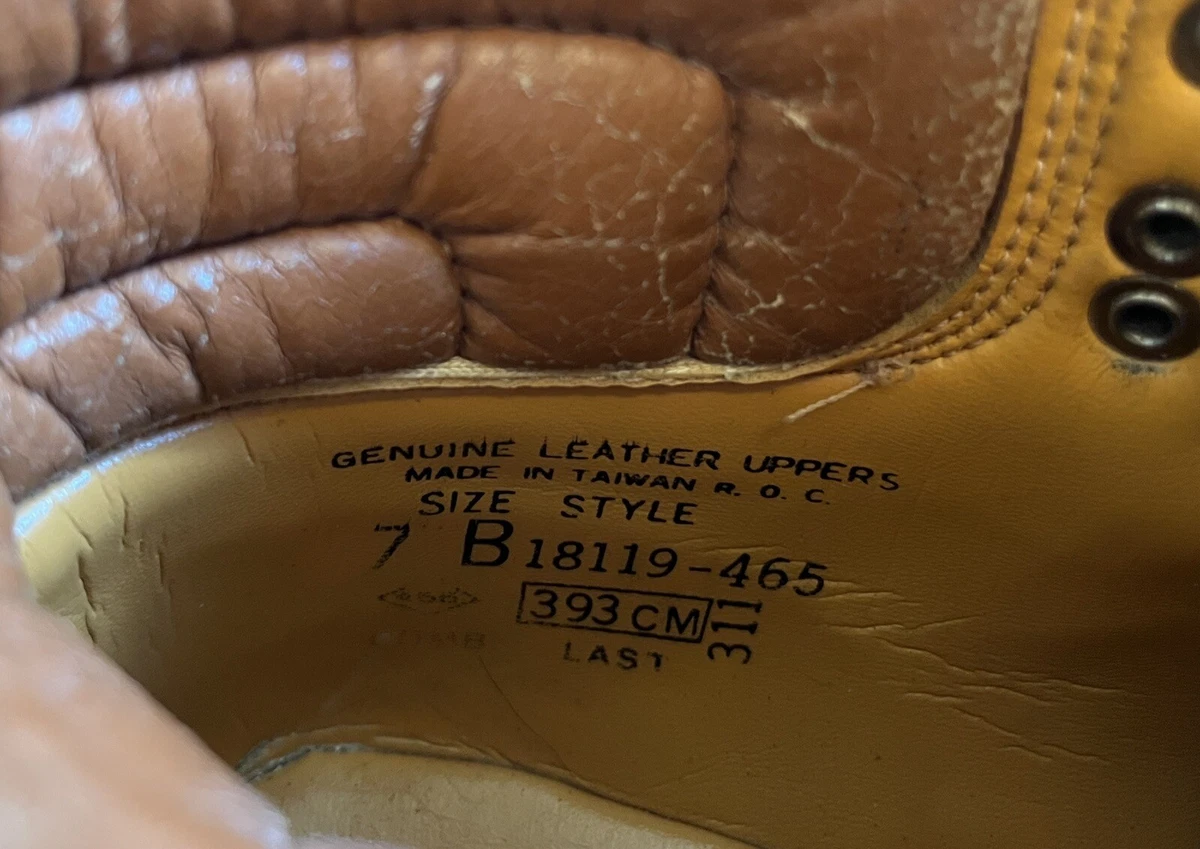 GENUINE LEATHER UPPERS
MADE IN TAIWAN R. O. C.
SIZE STYLE
7 B 18119-465
393 CM 311
LAST